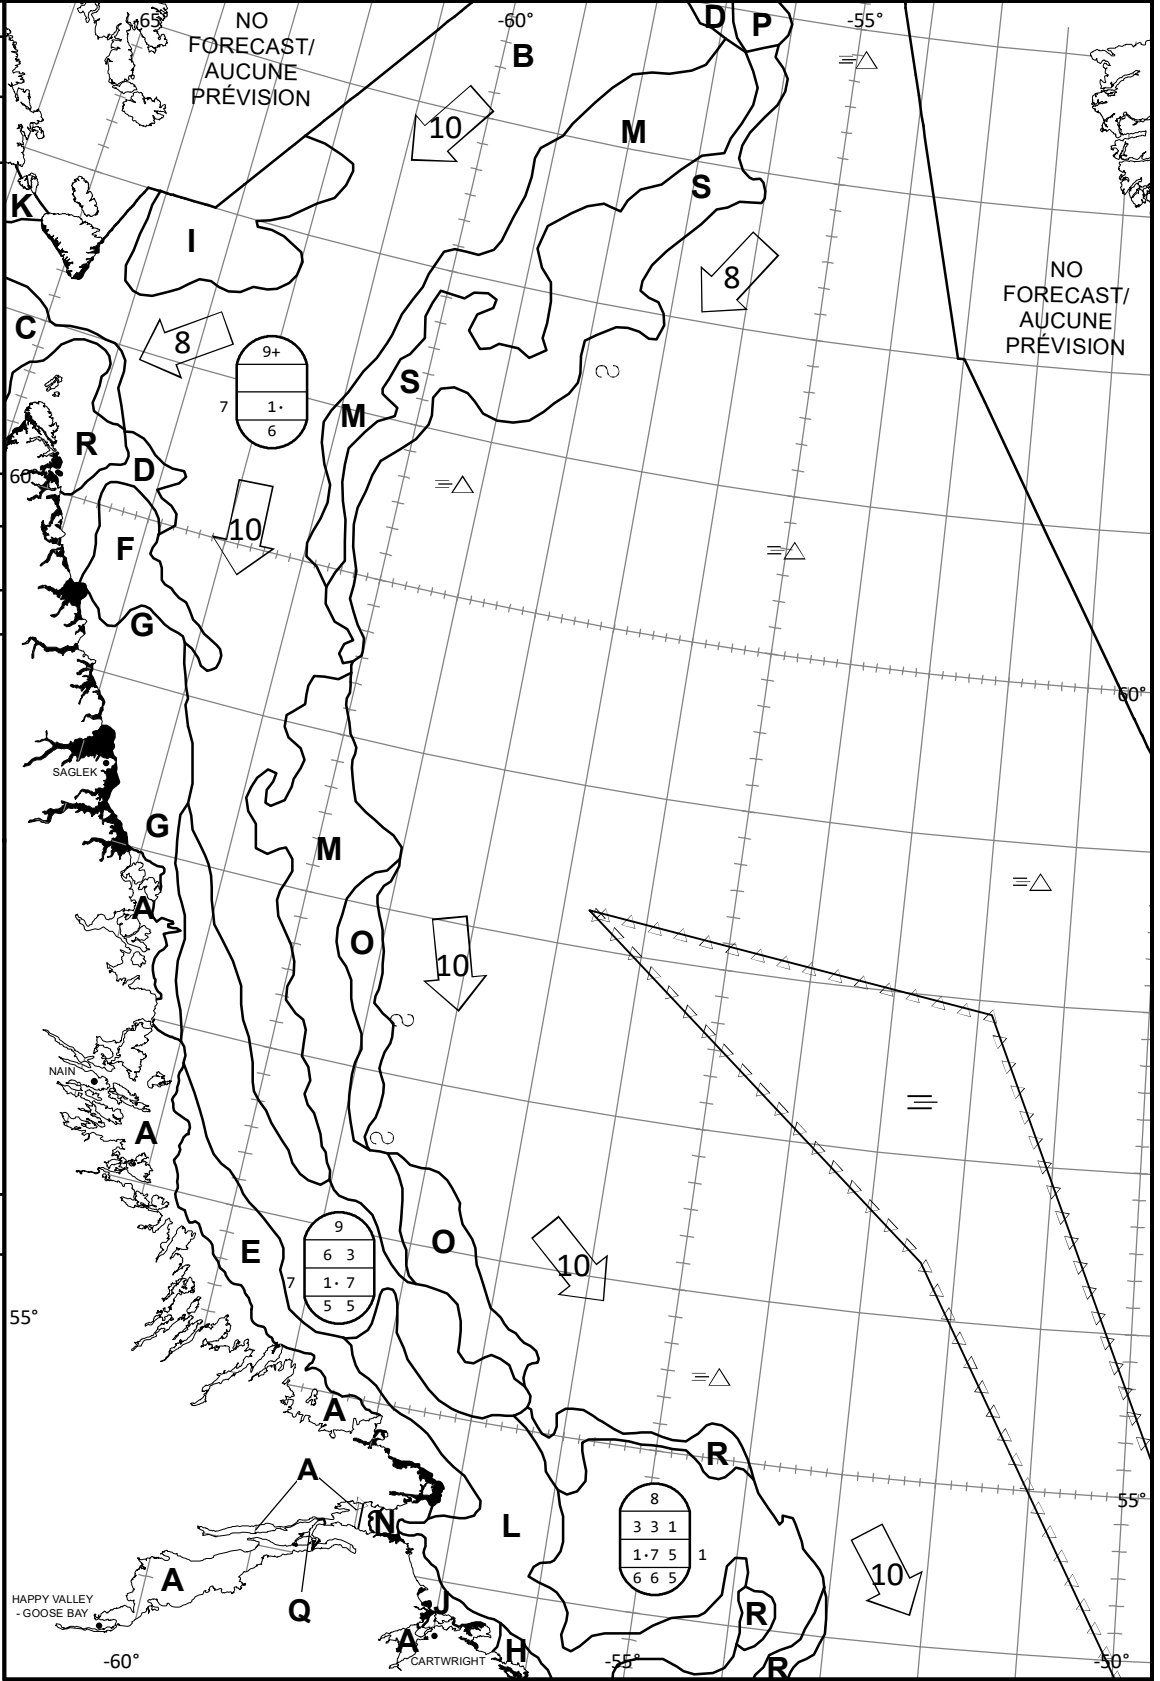 -65°
NO
FORECAST/
AUCUNE
PRÉVISION
-60°
B
D
P
-55°
10
M
K
I
S
8
NO
FORECAST/
AUCUNE
PRÉVISION
C
8
9+
7
1·
6
S
M
R
D
60°
10
F
G
60°
SAGLEK
G
M
A
O
10
NAIN
A
E
9
6 3
7
1· 7
5 5
O
10
55°
A
R
A
8
3 3 1
1·7 5 1
6 6 5
55°
N
L
10
A
HAPPY VALLEY
- GOOSE BAY
Q
J
R
A
H
CARTWRIGHT
-60°
-55°
R
-50°